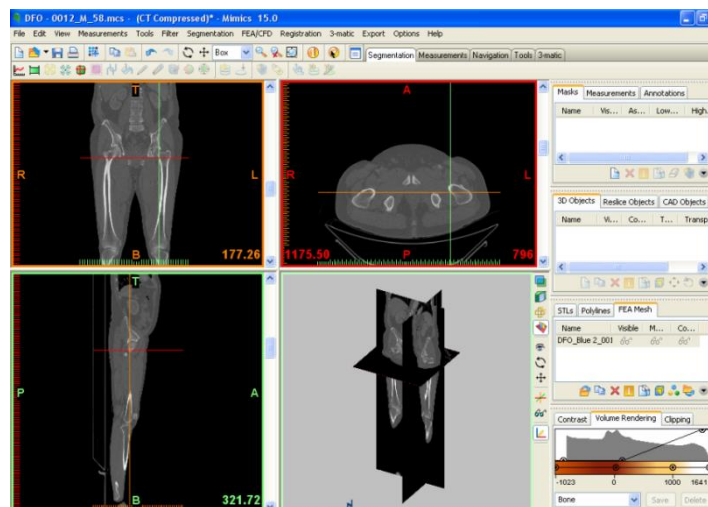 DFO - 0012_M_58.mcs - (CT Compressed)* - Mimics 15.0
File Edit View Measurements Tools Filter Segmentation FEA/CFD Registration 3-matic Export Options Help
Box Segmentation Measurements Navigation Tools 3-matic
T
R L
B 177.26
A
R L
1175.50 P 796
T
P A
B 321.72
Masks Measurements Annotations
Name Vis... As... Low... High.
3D Objects Reslice Objects CAD Objects
Name Vi... Co... T... Transp
STLs Polylines FEA Mesh
Name Visible M... Co...
DFO_Blue 2_001
Contrast Volume Rendering Clipping
-1023 0 1000 1641
Bone Save Delete